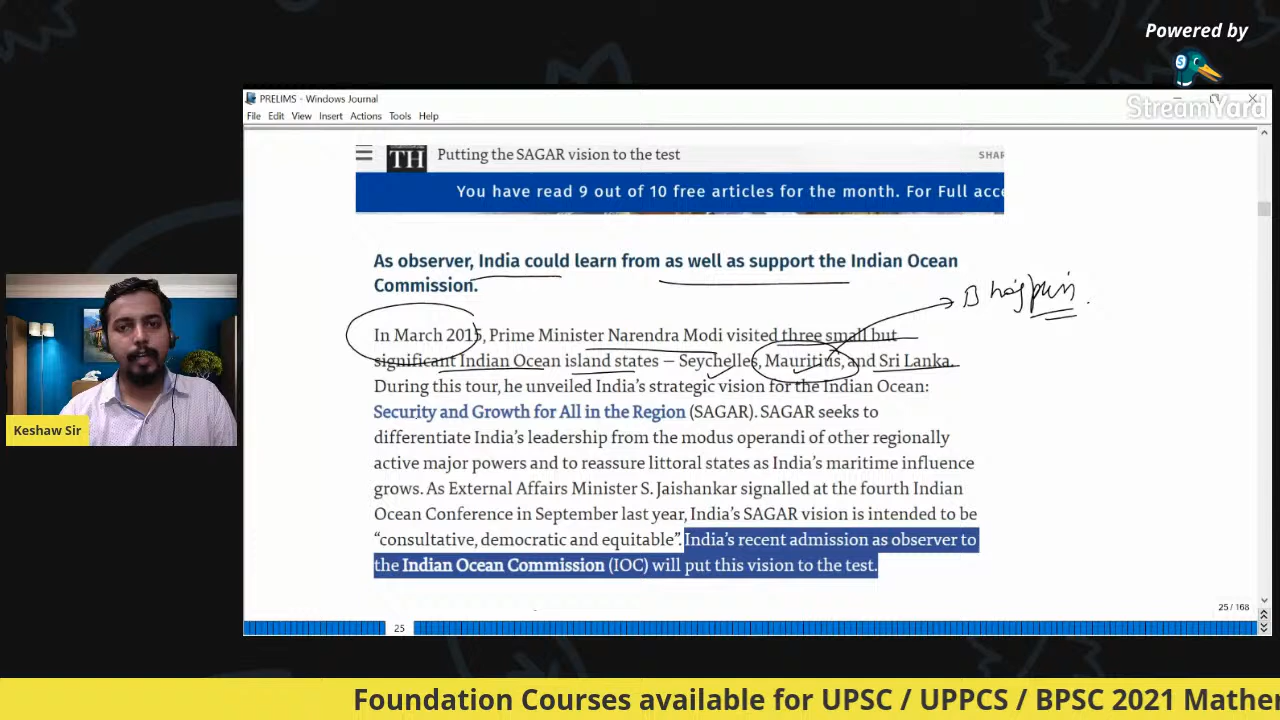 Powered by
StreamYard
PRELIMS - Windows Journal
File Edit View Insert Actions Tools Help
TH Putting the SAGAR vision to the test SHAR
You have read 9 out of 10 free articles for the month. For Full acce
As observer, India could learn from as well as support the Indian Ocean
Commission.
Bhojpuri
In March 2015, Prime Minister Narendra Modi visited three small but
significant Indian Ocean island states — Seychelles, Mauritius, and Sri Lanka.
During this tour, he unveiled India’s strategic vision for the Indian Ocean:
Security and Growth for All in the Region (SAGAR). SAGAR seeks to
differentiate India’s leadership from the modus operandi of other regionally
active major powers and to reassure littoral states as India’s maritime influence
grows. As External Affairs Minister S. Jaishankar signalled at the fourth Indian
Ocean Conference in September last year, India’s SAGAR vision is intended to be
“consultative, democratic and equitable”. India’s recent admission as observer to
the Indian Ocean Commission (IOC) will put this vision to the test.
Keshaw Sir
25 / 168
25
Foundation Courses available for UPSC / UPPCS / BPSC 2021 Mathe